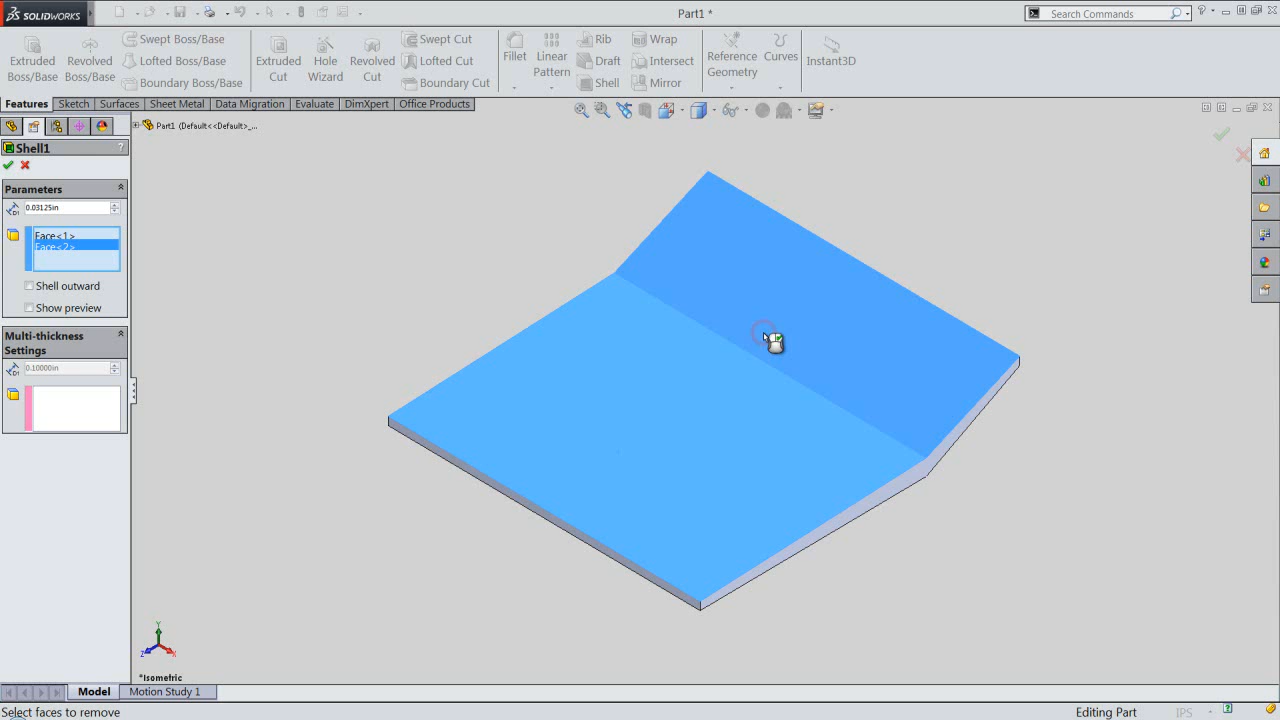 SOLIDWORKS
Part1 *
Search Commands
?
Extruded Boss/Base
Revolved Boss/Base
Swept Boss/Base
Lofted Boss/Base
Boundary Boss/Base
Extruded Cut
Hole Wizard
Revolved Cut
Swept Cut
Lofted Cut
Boundary Cut
Fillet
Linear Pattern
Rib
Draft
Shell
Wrap
Intersect
Mirror
Reference Geometry
Curves
Instant3D
Features Sketch Surfaces Sheet Metal Data Migration Evaluate DimXpert Office Products
Part1 (Default<<Default>_...
Shell1 ?
Parameters
0.03125in
Face<1>
Face<2>
Shell outward
Show preview
Multi-thickness
Settings
0.10000in
Y
Z X
*Isometric
Model Motion Study 1
Select faces to remove
Editing Part
IPS
?